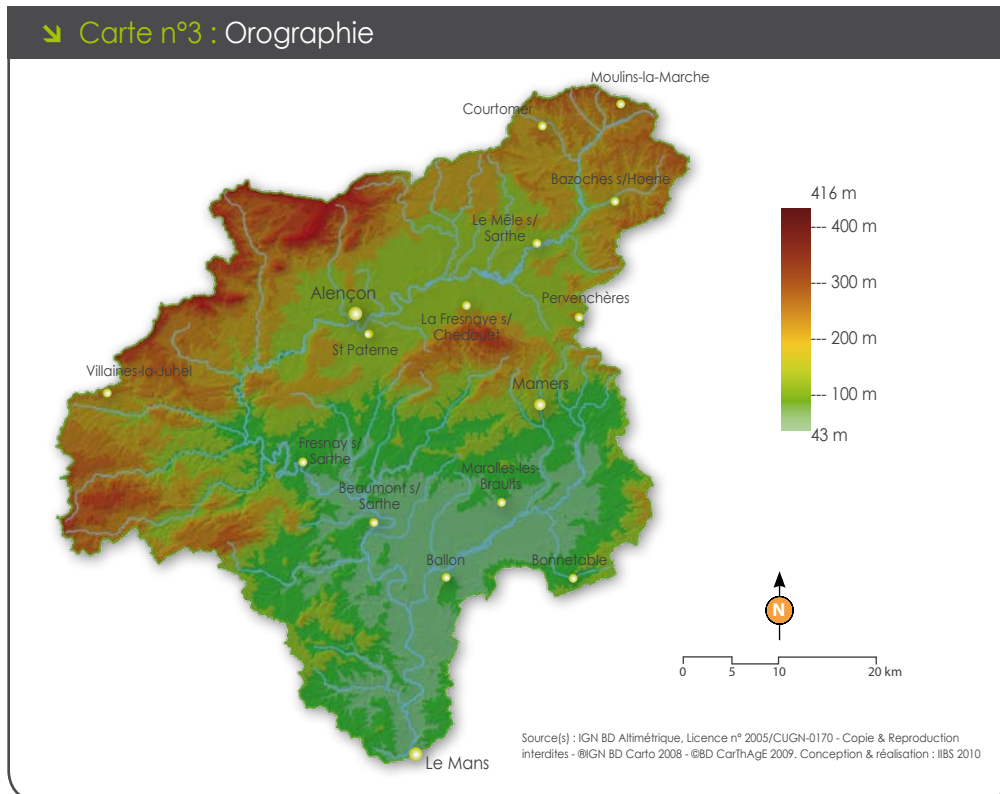 Carte n°3 : Orographie
Moulins-la-Marche
Courtomer
Bazoches s/Hoene
Le Mêle s/
Sarthe
416 m
--- 400 m
--- 300 m
--- 200 m
--- 100 m
43 m
Alençon
Pervenchères
La Fresnaye s/
Chedouet
St Paterne
Villaines-la-Juhel
Mamers
Fresnay s/
Sarthe
Marolles-les-
Braults
Beaumont s/
Sarthe
Ballon
Bonnetable
N
0 5 10 20 km
Le Mans
Source(s) : IGN BD Altimétrique, Licence n° 2005/CUGN-0170 - Copie & Reproduction
interdites - ®IGN BD Carto 2008 - ©BD CarThAgE 2009. Conception & réalisation : IIBS 2010